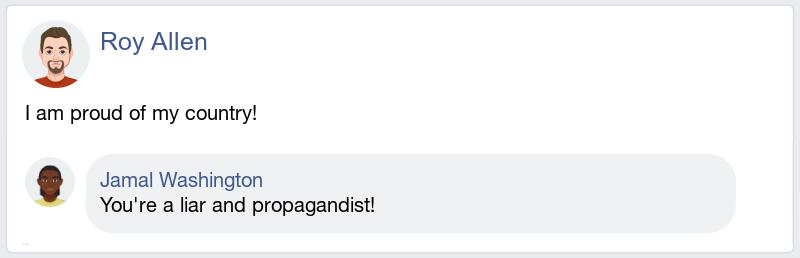 Roy Allen
I am proud of my country!
Jamal Washington
You're a liar and propagandist!